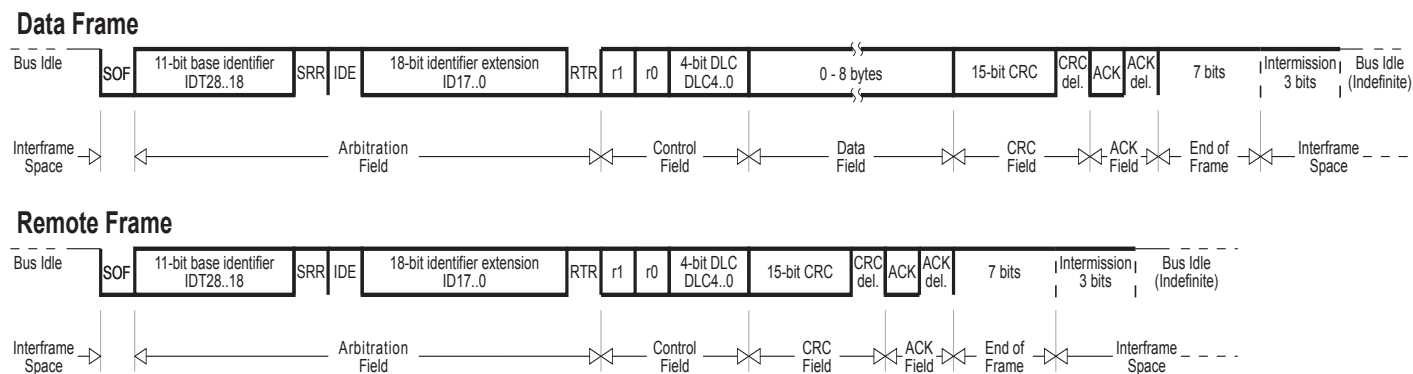 Data Frame
Bus Idle
SOF
11-bit base identifier
IDT28..18
SRR
IDE
18-bit identifier extension
ID17..0
RTR
r1
r0
4-bit DLC
DLC4..0
0 - 8 bytes
15-bit CRC
CRC
del.
ACK
ACK
del.
7 bits
Intermission
3 bits
Bus Idle
(Indefinite)
Interframe
Space
Arbitration
Field
Control
Field
Data
Field
CRC
Field
ACK
Field
End of
Frame
Interframe
Space
Remote Frame
Bus Idle
SOF
11-bit base identifier
IDT28..18
SRR
IDE
18-bit identifier extension
ID17..0
RTR
r1
r0
4-bit DLC
DLC4..0
15-bit CRC
CRC
del.
ACK
ACK
del.
7 bits
Intermission
3 bits
Bus Idle
(Indefinite)
Interframe
Space
Arbitration
Field
Control
Field
CRC
Field
ACK
Field
End of
Frame
Interframe
Space